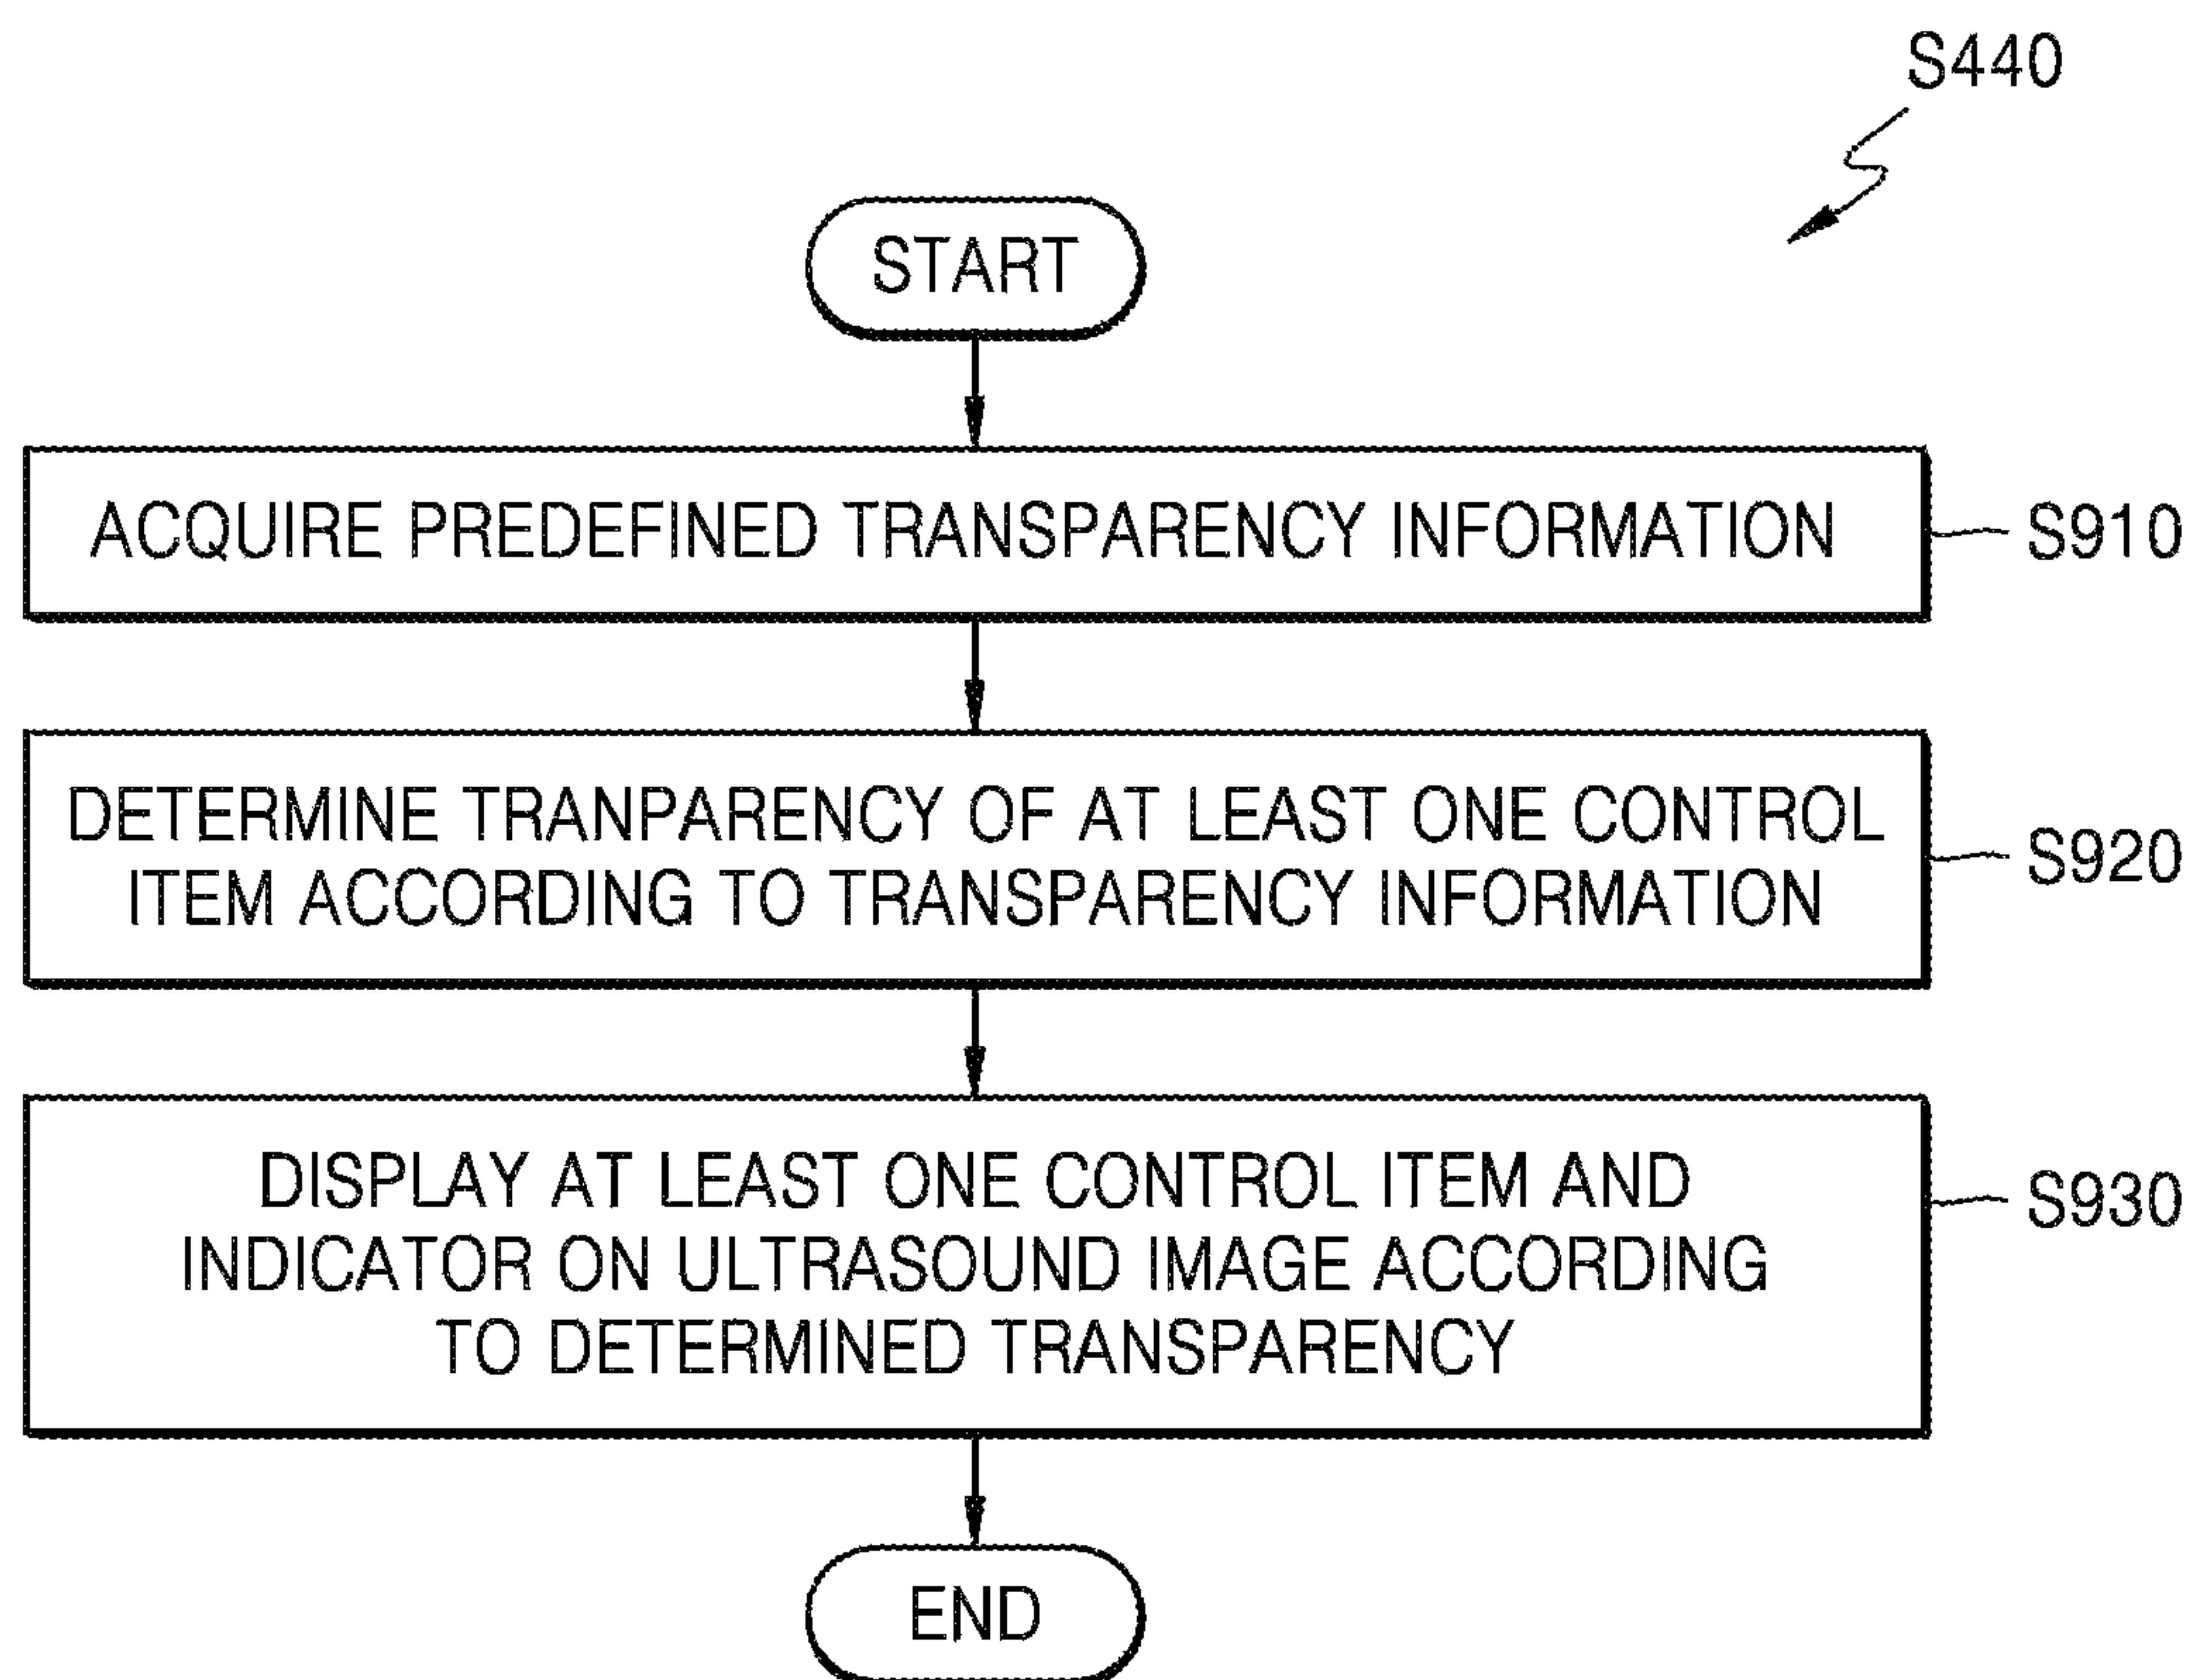 S440
START
ACQUIRE PREDEFINED TRANSPARENCY INFORMATION
S910
DETERMINE TRANPARENCY OF AT LEAST ONE CONTROL
ITEM ACCORDING TO TRANSPARENCY INFORMATION
S920
DISPLAY AT LEAST ONE CONTROL ITEM AND
INDICATOR ON ULTRASOUND IMAGE ACCORDING
TO DETERMINED TRANSPARENCY
S930
END